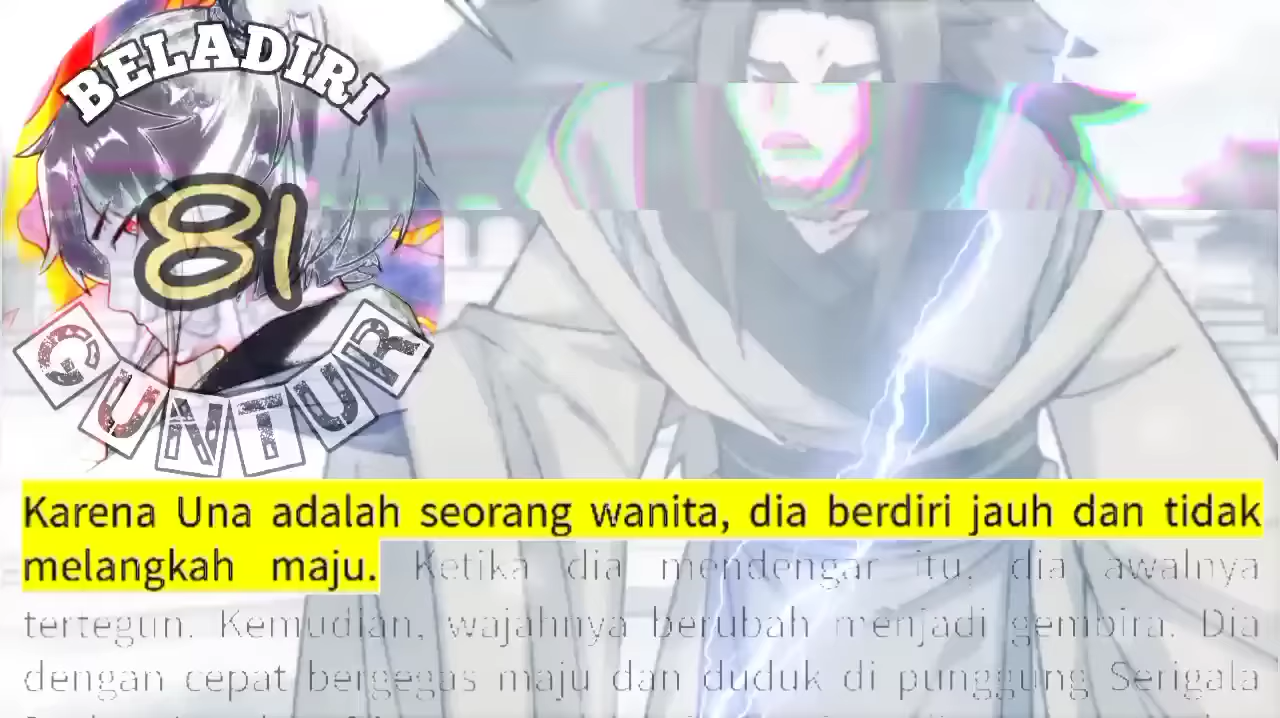 BELADIRI
81
GUNTUR
Karena Una adalah seorang wanita, dia berdiri jauh dan tidak
melangkah maju. Ketika dia mendengar itu, dia awalnya
tertegun. Kemudian, wajahnya berubah menjadi gembira. Dia
dengan cepat bergegas maju dan duduk di punggung Serigala